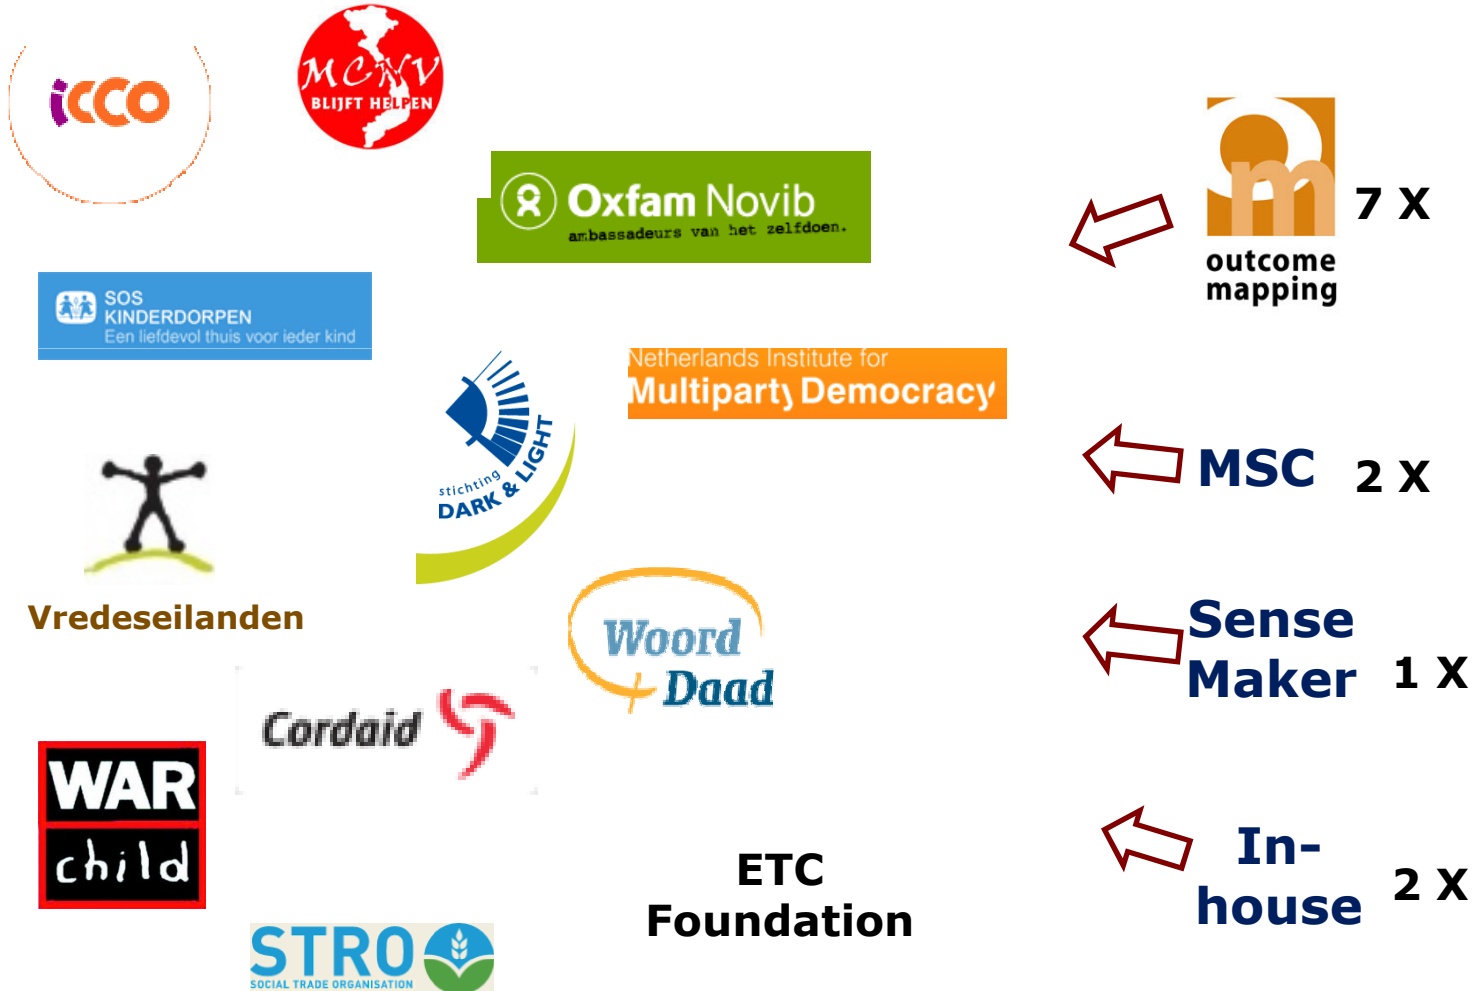 icco
MCNV
BLIJFT HELPEN
Oxfam Novib
ambassadeurs van het zelfdoen.
m
outcome
mapping
7 X
SOS
KINDERDORPEN
Een liefdevol thuis voor ieder kind
Netherlands Institute for
Multiparty Democracy
stichting
DARK & LIGHT
MSC
2 X
Vredeseilanden
Woord
Daad
Sense
Maker
1 X
Cordaid
WAR
child
ETC
Foundation
In-
house
2 X
STRO
SOCIAL TRADE ORGANISATION